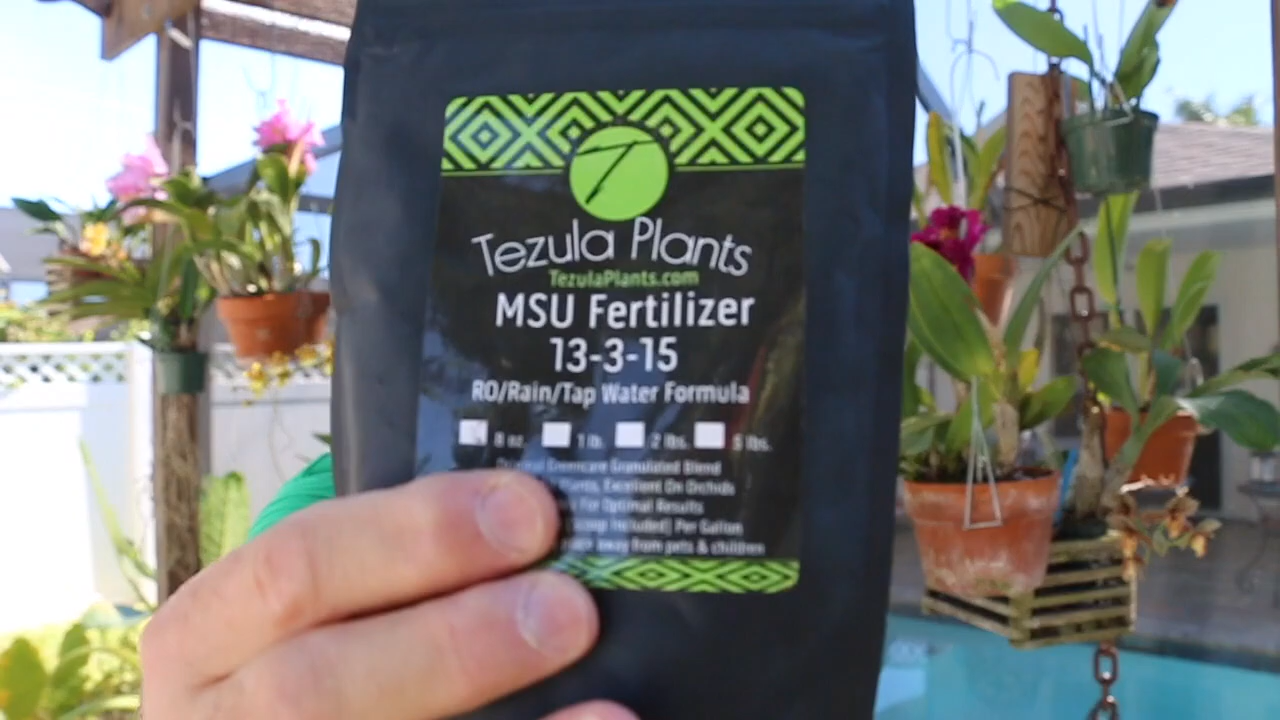 T
Tezula Plants
TezulaPlants.com
MSU Fertilizer
13-3-15
RO/Rain/Tap Water Formula
8 oz. 1 lb. 2 lbs. 5 lbs.
Greencare Granulated Blend
Plants, Excellent On Orchids
For Optimal Results
(Scoop Included) Per Gallon
away from pets & children